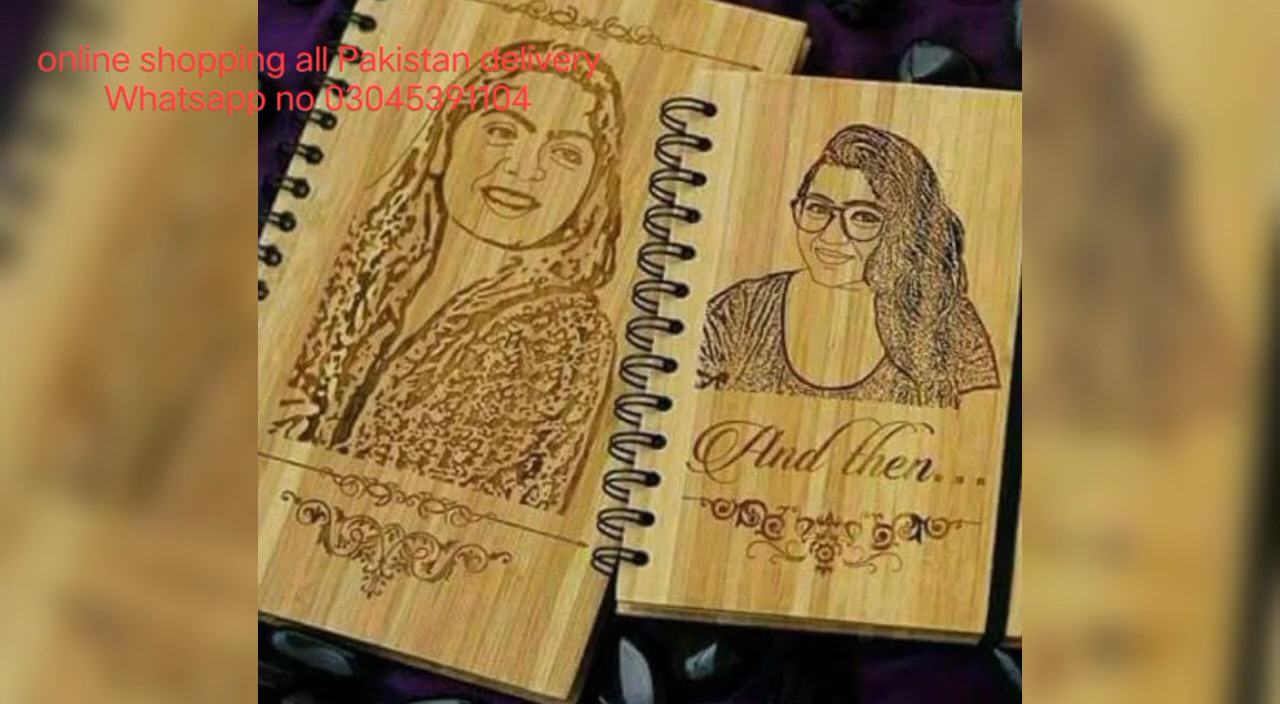 online shopping all Pakistan delivery
Whatsapp no 03045391104
And then...